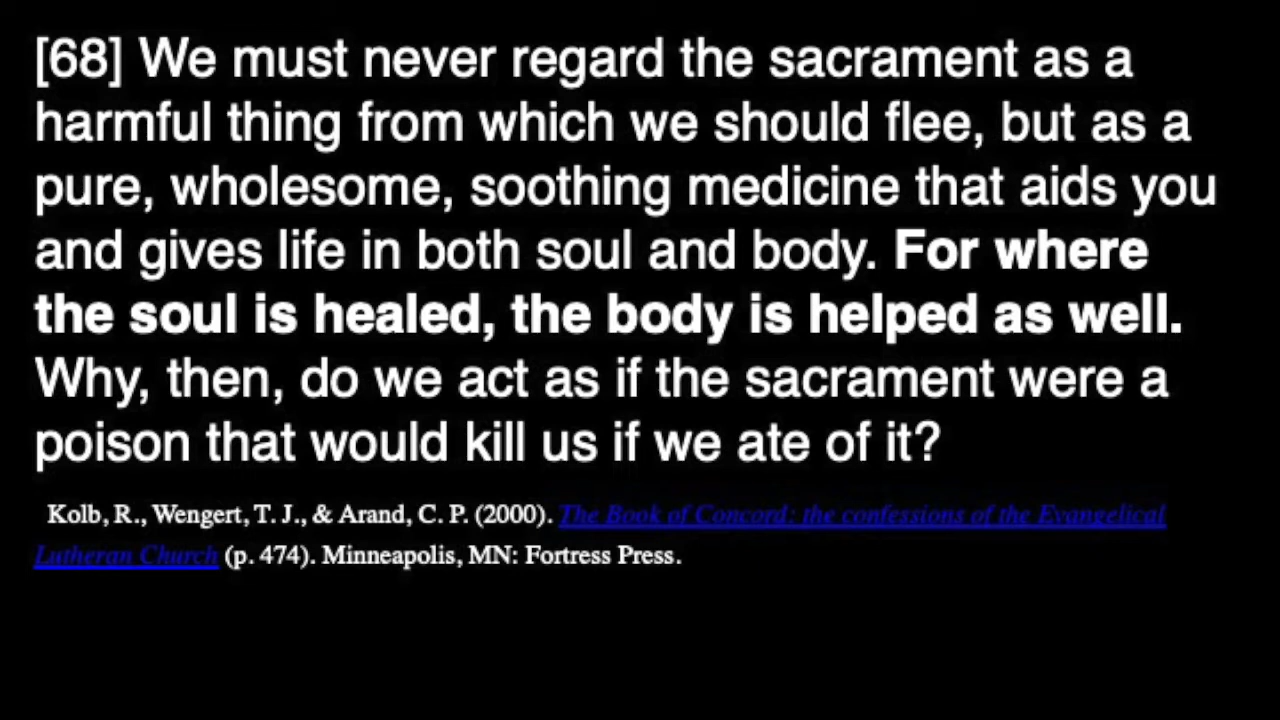 [68] We must never regard the sacrament as a
harmful thing from which we should flee, but as a
pure, wholesome, soothing medicine that aids you
and gives life in both soul and body. For where
the soul is healed, the body is helped as well.
Why, then, do we act as if the sacrament were a
poison that would kill us if we ate of it?
Kolb, R., Wengert, T. J., & Arand, C. P. (2000). The Book of Concord: the confessions of the Evangelical
Lutheran Church (p. 474). Minneapolis, MN: Fortress Press.